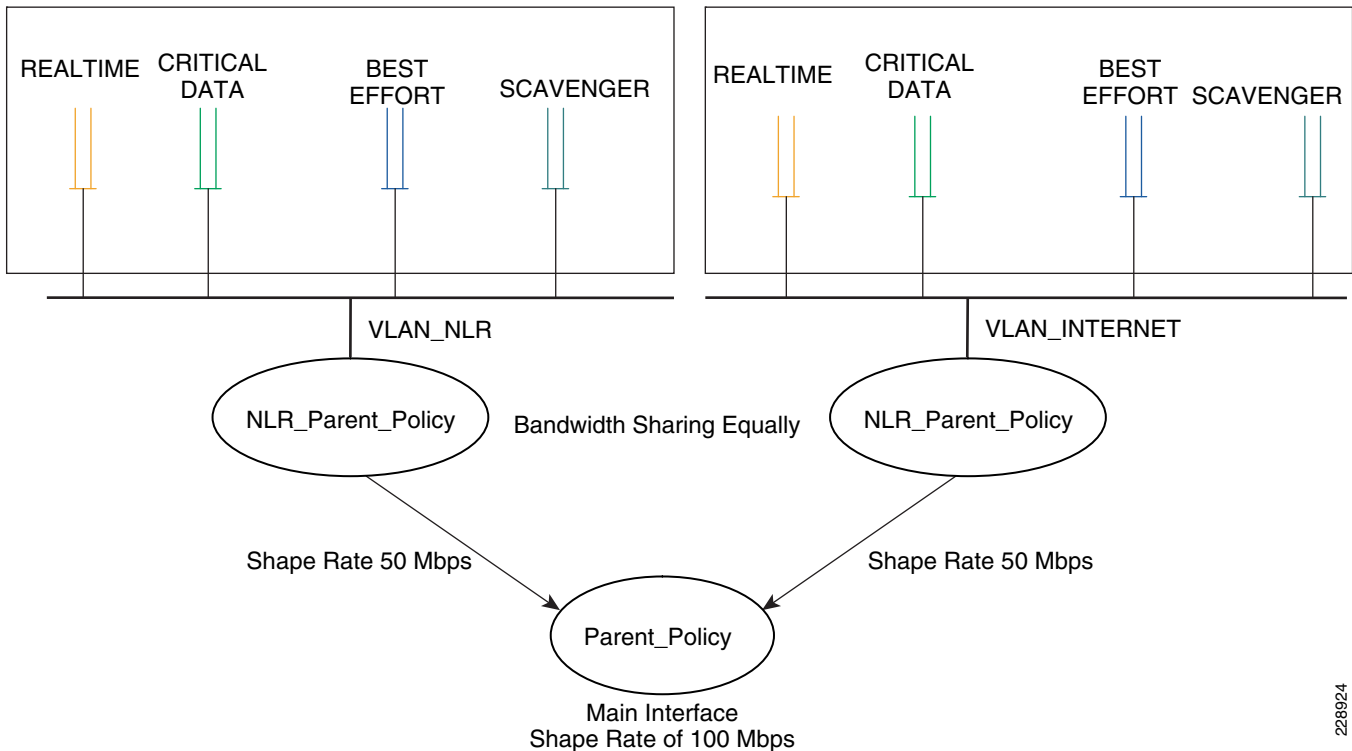 REALTIME
CRITICAL
DATA
BEST
EFFORT
SCAVENGER
REALTIME
CRITICAL
DATA
BEST
EFFORT
SCAVENGER
VLAN_NLR
VLAN_INTERNET
NLR_Parent_Policy
Bandwidth Sharing Equally
NLR_Parent_Policy
Shape Rate 50 Mbps
Shape Rate 50 Mbps
Parent_Policy
Main Interface
Shape Rate of 100 Mbps
228924